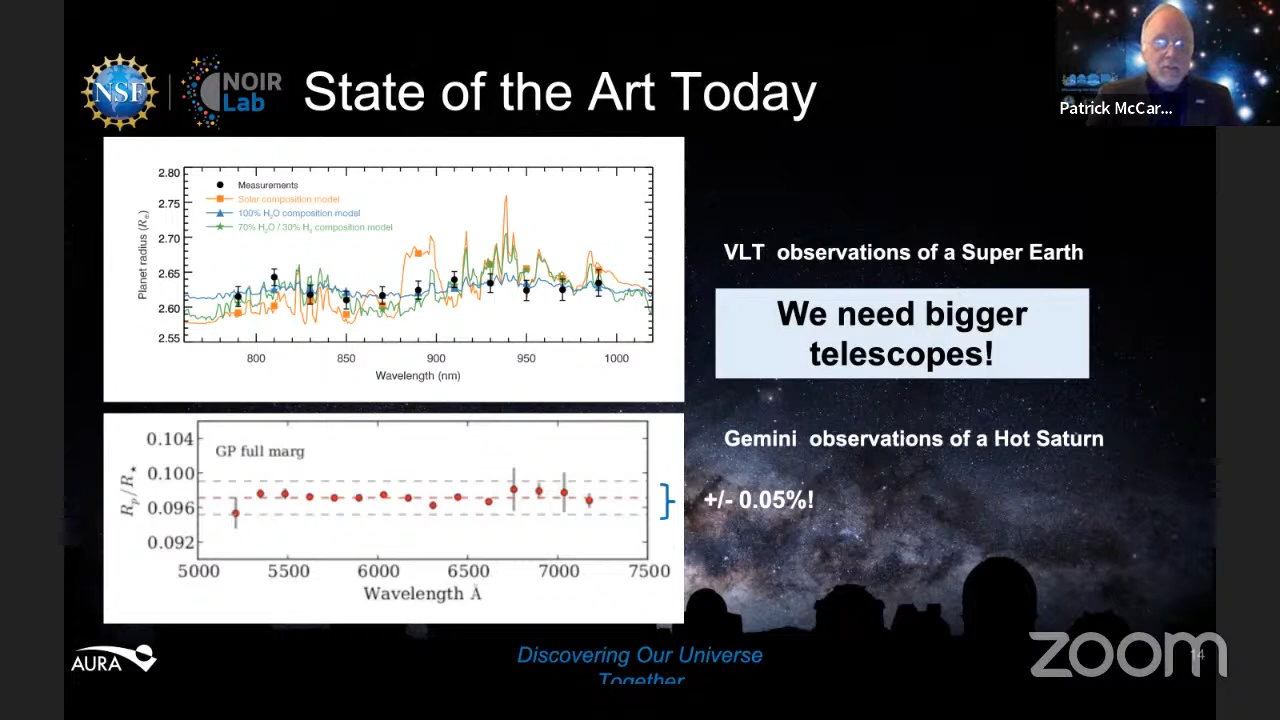 NSF
NOIR
Lab
State of the Art Today
Patrick McCar...
2.80
2.75
2.70
2.65
2.60
2.55
Planet radius (R⊕)
Measurements
Solar composition model
100% H₂O composition model
70% H₂O / 30% H₂ composition model
800
850
900
950
1000
Wavelength (nm)
VLT observations of a Super Earth
We need bigger
telescopes!
0.104
0.100
0.096
0.092
Rp/R⋆
GP full marg
5000
5500
6000
6500
7000
7500
Wavelength Å
Gemini observations of a Hot Saturn
+/- 0.05%!
AURA
Discovering Our Universe
Together
zoom
14